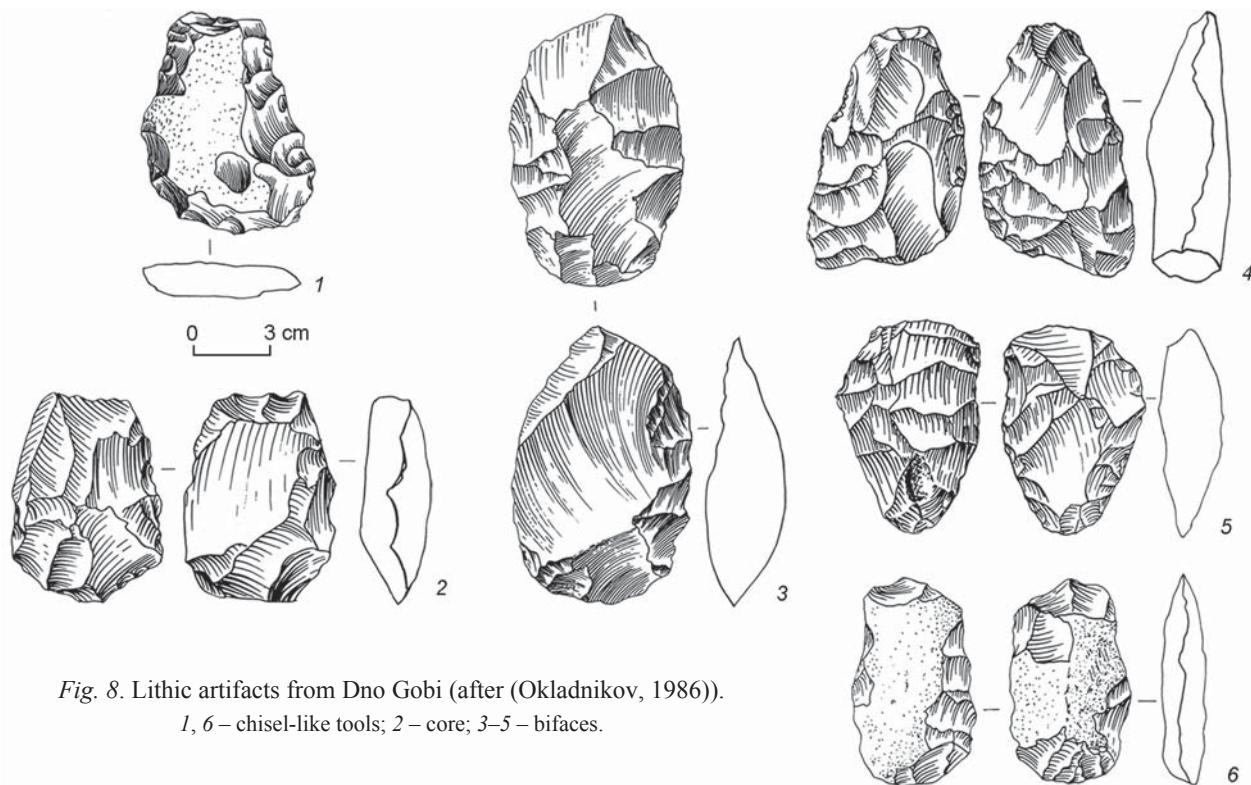 1
0 3 cm
2
3
4
5
6
Fig. 8. Lithic artifacts from Dno Gobi (after (Okladnikov, 1986)).
1, 6 – chisel-like tools; 2 – core; 3–5 – bifaces.